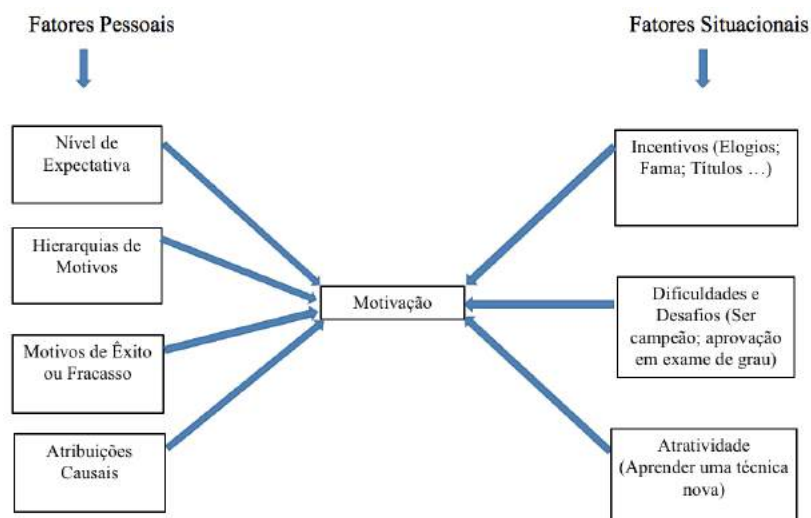 Fatores Pessoais
Nível de
Expectativa
Hierarquias de
Motivos
Motivos de Êxito
ou Fracasso
Atribuições
Causais
Motivação
Fatores Situacionais
Incentivos (Elogios;
Fama; Títulos ...)
Dificuldades e
Desafios (Ser
campeão; aprovação
em exame de grau)
Atratividade
(Aprender uma técnica
nova)